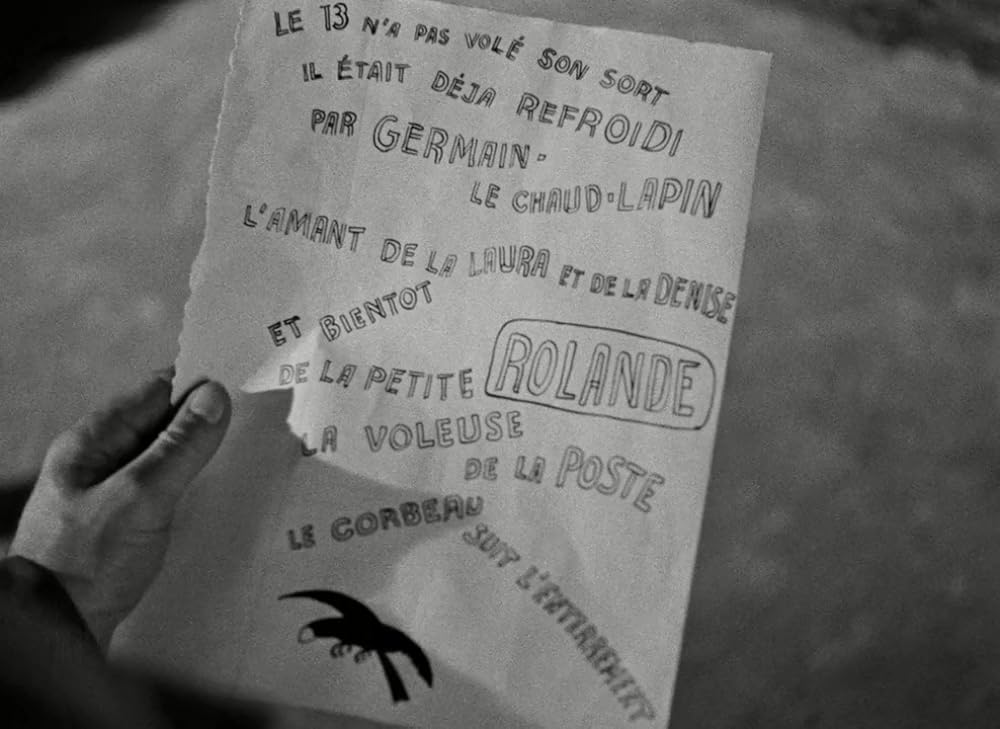 LE 13 N'A PAS VOLÉ SON SORT
IL ÉTAIT DÉJA REFROIDI
PAR GERMAIN-
LE CHAUD-LAPIN
L'AMANT DE LA LAURA ET DE LA DENISE
ET BIENTOT
DE LA PETITE ROLANDE
LA VOLEUSE
DE LA POSTE
LE CORBEAU
SUIT L'ENTERREMENT